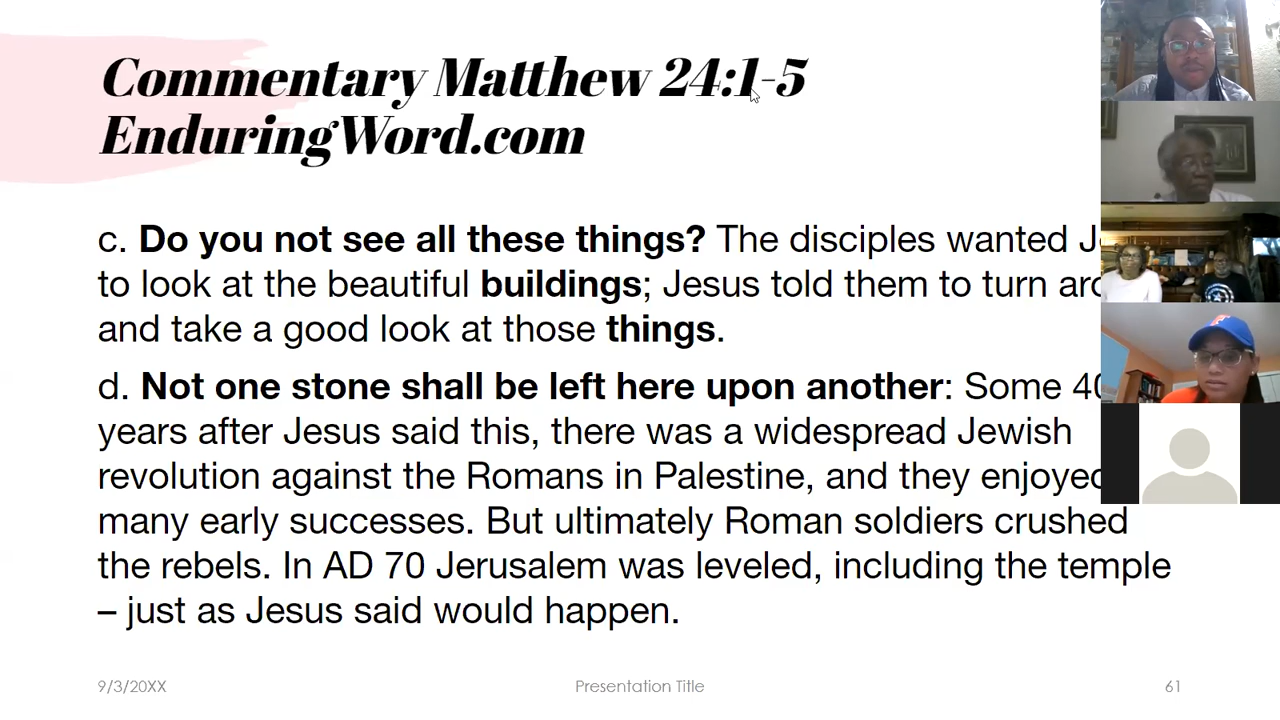 Commentary Matthew 24:1-5
EnduringWord.com
c. Do you not see all these things? The disciples wanted
to look at the beautiful buildings; Jesus told them to turn
and take a good look at those things.
d. Not one stone shall be left here upon another: Some
years after Jesus said this, there was a widespread Jewish
revolution against the Romans in Palestine, and they enjoyed
many early successes. But ultimately Roman soldiers crushed
the rebels. In AD 70 Jerusalem was leveled, including the temple
– just as Jesus said would happen.
9/3/20XX
Presentation Title
61